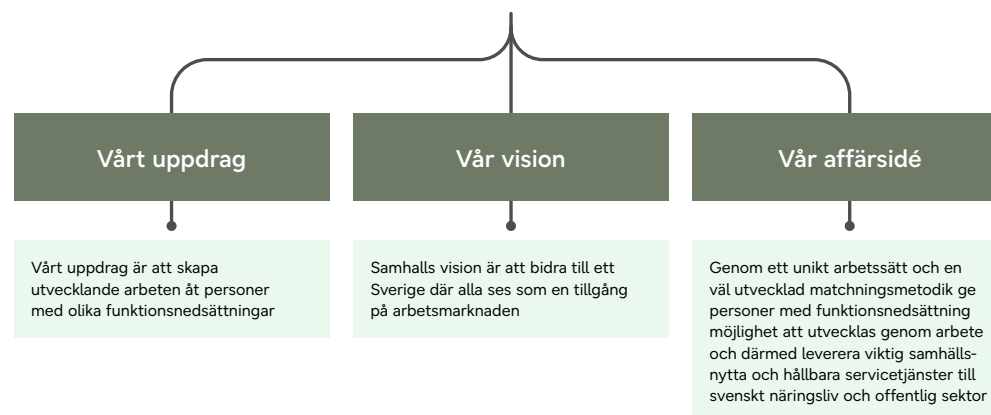 Vårt uppdrag
Vår vision
Vår affärsidé
Vårt uppdrag är att skapa
utvecklande arbeten åt personer
med olika funktionsnedsättningar
Samhalls vision är att bidra till ett
Sverige där alla ses som en tillgång
på arbetsmarknaden
Genom ett unikt arbetssätt och en
väl utvecklad matchningsmetodik ge
personer med funktionsnedsättning
möjlighet att utvecklas genom arbete
och därmed leverera viktig samhälls-
nytta och hållbara servicetjänster till
svenskt näringsliv och offentlig sektor